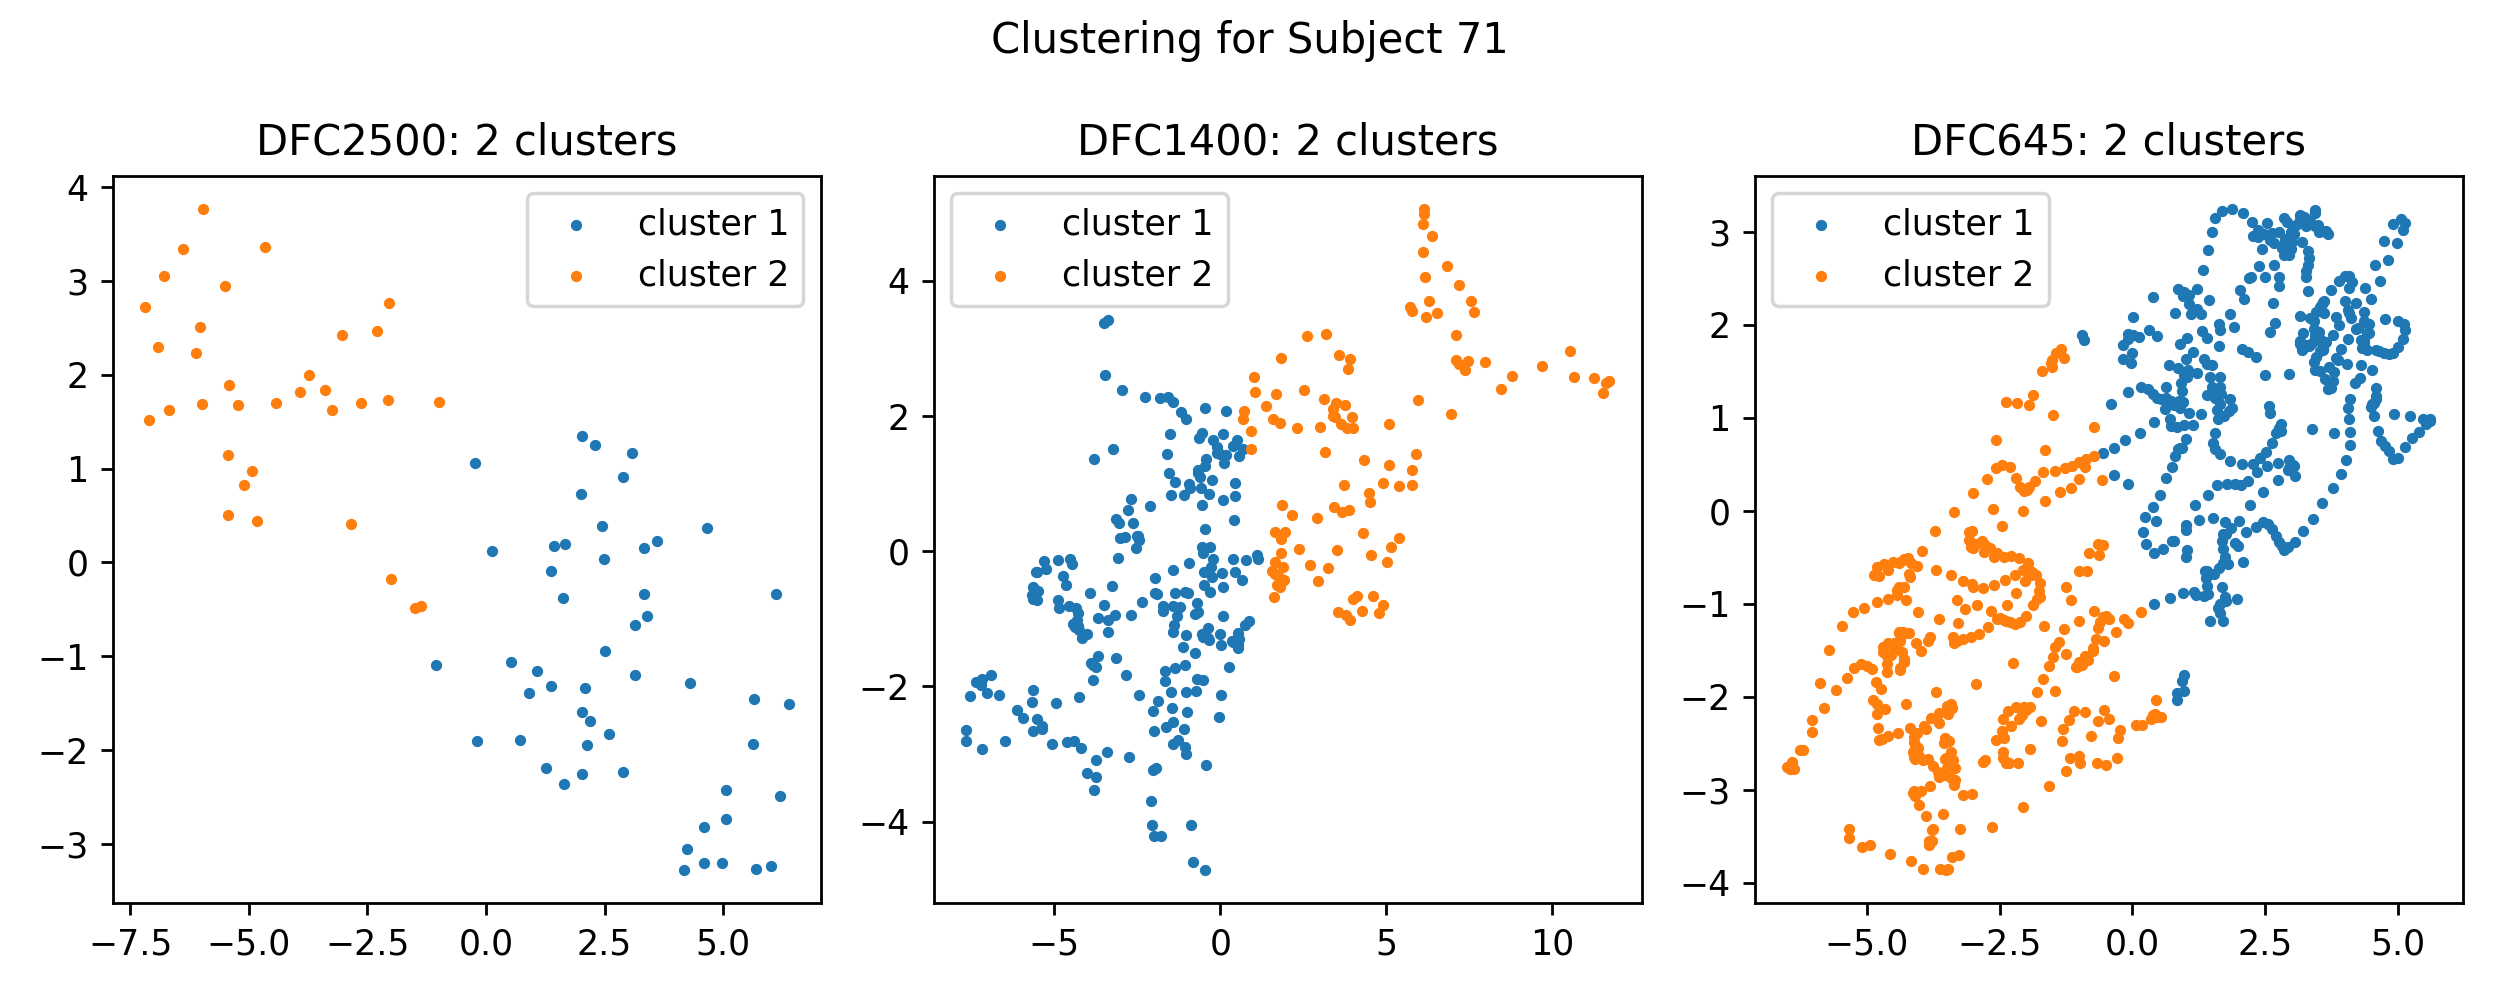 Clustering for Subject 71
DFC2500: 2 clusters
cluster 1
cluster 2
4
3
2
1
0
−1
−2
−3
−7.5 −5.0 −2.5 0.0 2.5 5.0
DFC1400: 2 clusters
cluster 1
cluster 2
4
2
0
−2
−4
−5 0 5 10
DFC645: 2 clusters
cluster 1
cluster 2
3
2
1
0
−1
−2
−3
−4
−5.0 −2.5 0.0 2.5 5.0